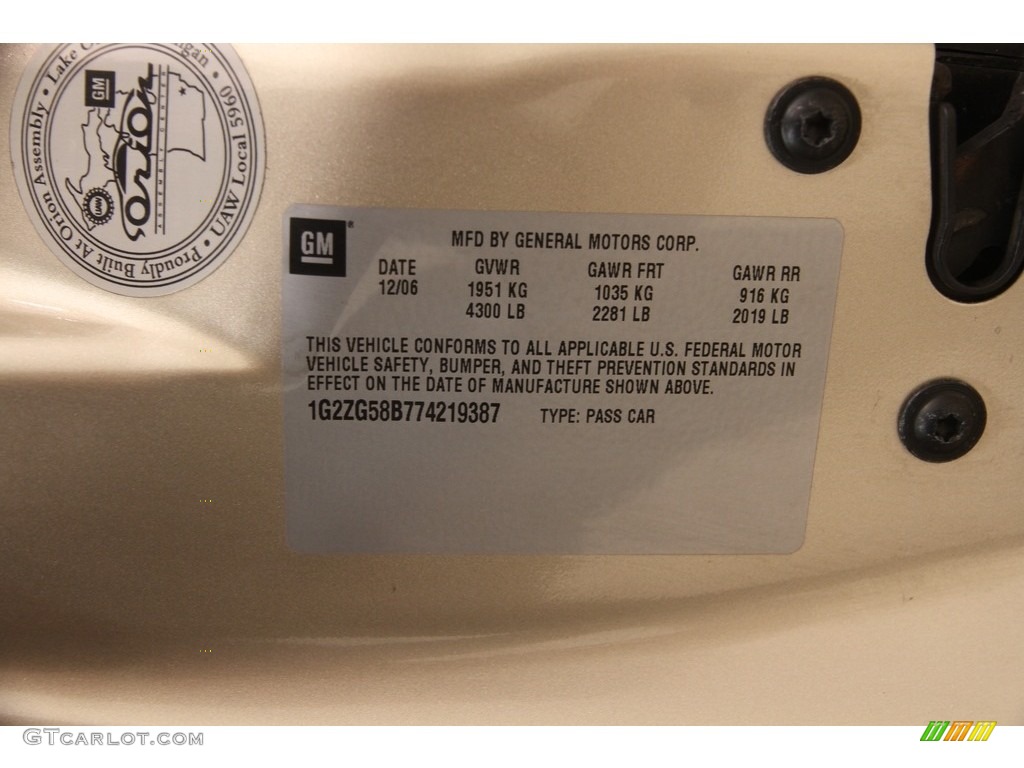 Proudly Built At Orion Assembly • Lake
UAW Local 5960 •
GM
orion
GM
MFD BY GENERAL MOTORS CORP.
DATE GVWR GAWR FRT GAWR RR
12/06 1951 KG 1035 KG 916 KG
4300 LB 2281 LB 2019 LB
THIS VEHICLE CONFORMS TO ALL APPLICABLE U.S. FEDERAL MOTOR
VEHICLE SAFETY, BUMPER, AND THEFT PREVENTION STANDARDS IN
EFFECT ON THE DATE OF MANUFACTURE SHOWN ABOVE.
1G2ZG58B774219387 TYPE: PASS CAR
GTCARLOT.COM